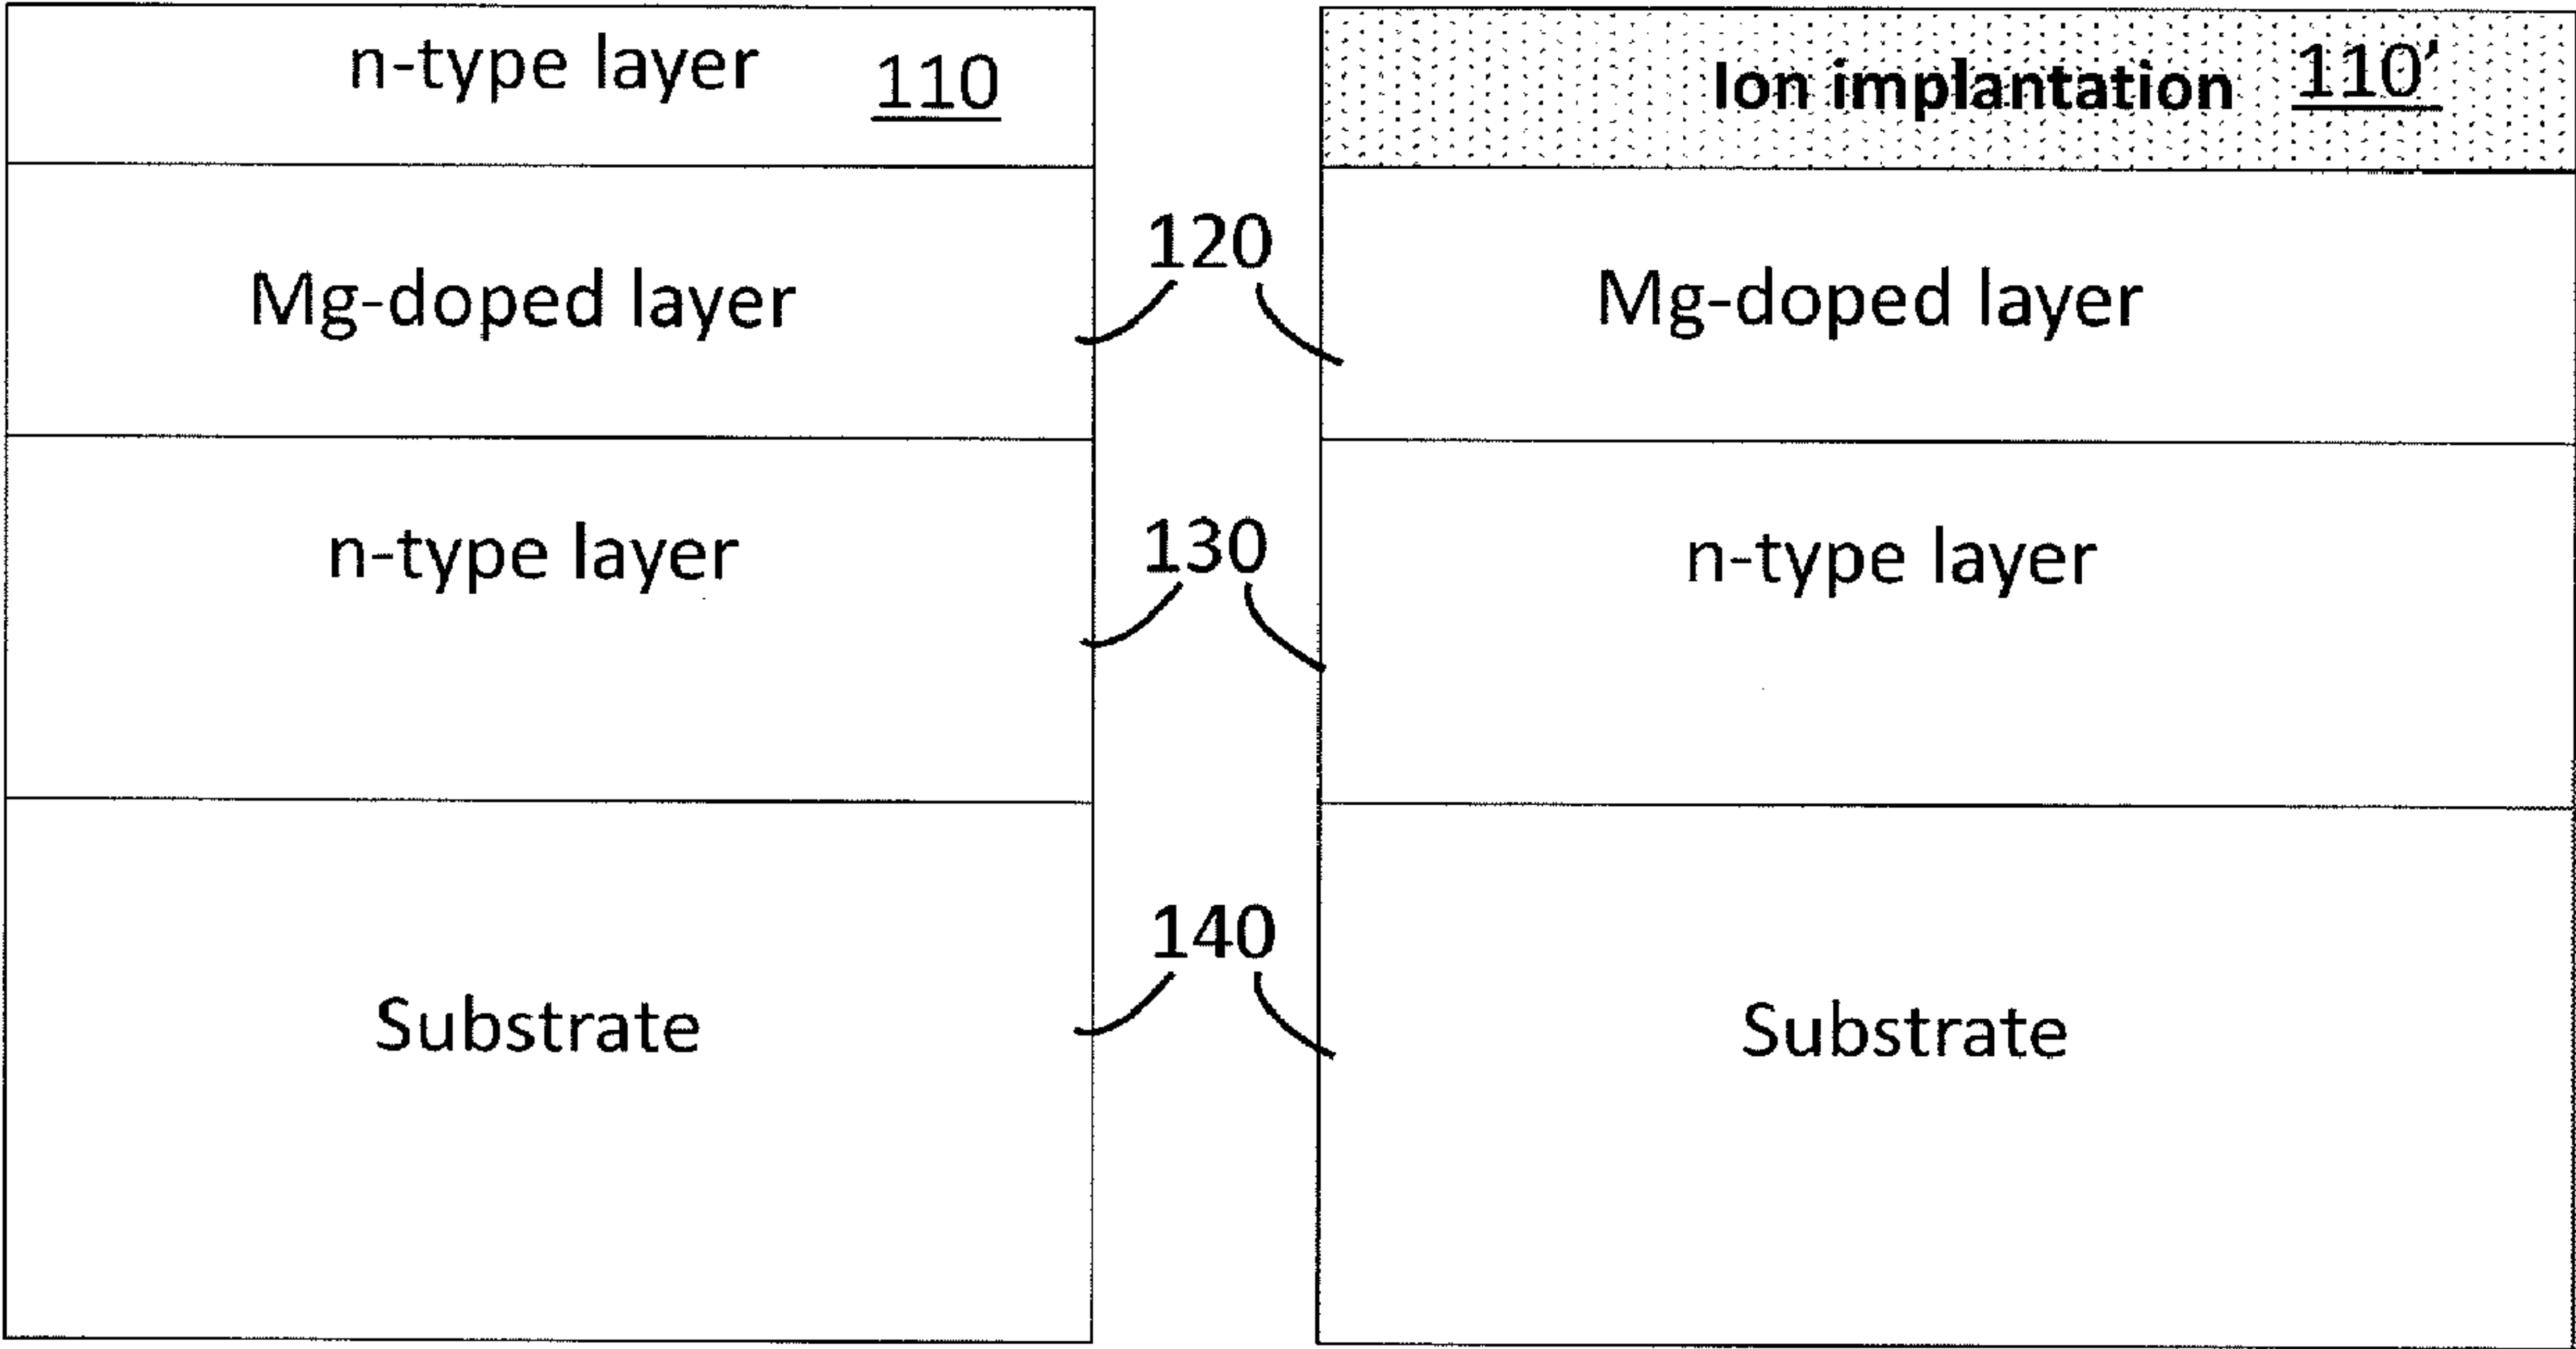 n-type layer 110
Ion implantation 110'
120
Mg-doped layer
Mg-doped layer
130
n-type layer
n-type layer
140
Substrate
Substrate